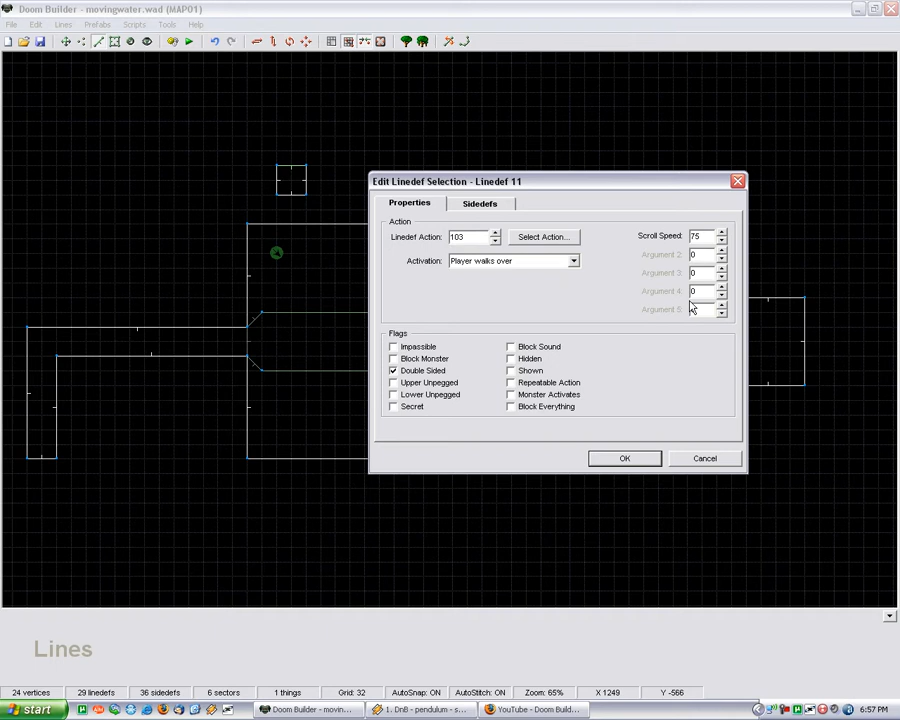 Doom Builder - movingwater.wad (MAP01)
File Edit View Lines Prefabs Scripts Tools Help
Edit Linedef Selection - Linedef 11
Properties Sidedefs
Action
Linedef Action: 103 Select Action... Scroll Speed: 75
Activation: Player walks over Argument 2: 0
Argument 3: 0
Argument 4: 0
Argument 5:
Flags
Impassible Block Sound
Block Monster Hidden
Double Sided Shown
Upper Unpegged Repeatable Action
Lower Unpegged Monster Activates
Secret Block Everything
OK Cancel
Lines
24 vertices 29 linedefs 36 sidedefs 6 sectors 1 things Grid: 32 AutoSnap: ON AutoStitch: ON Zoom: 65% X 1249 Y -566
start Doom Builder - movin... 1. DnB - pendulum - s... YouTube - Doom Build... 6:57 PM